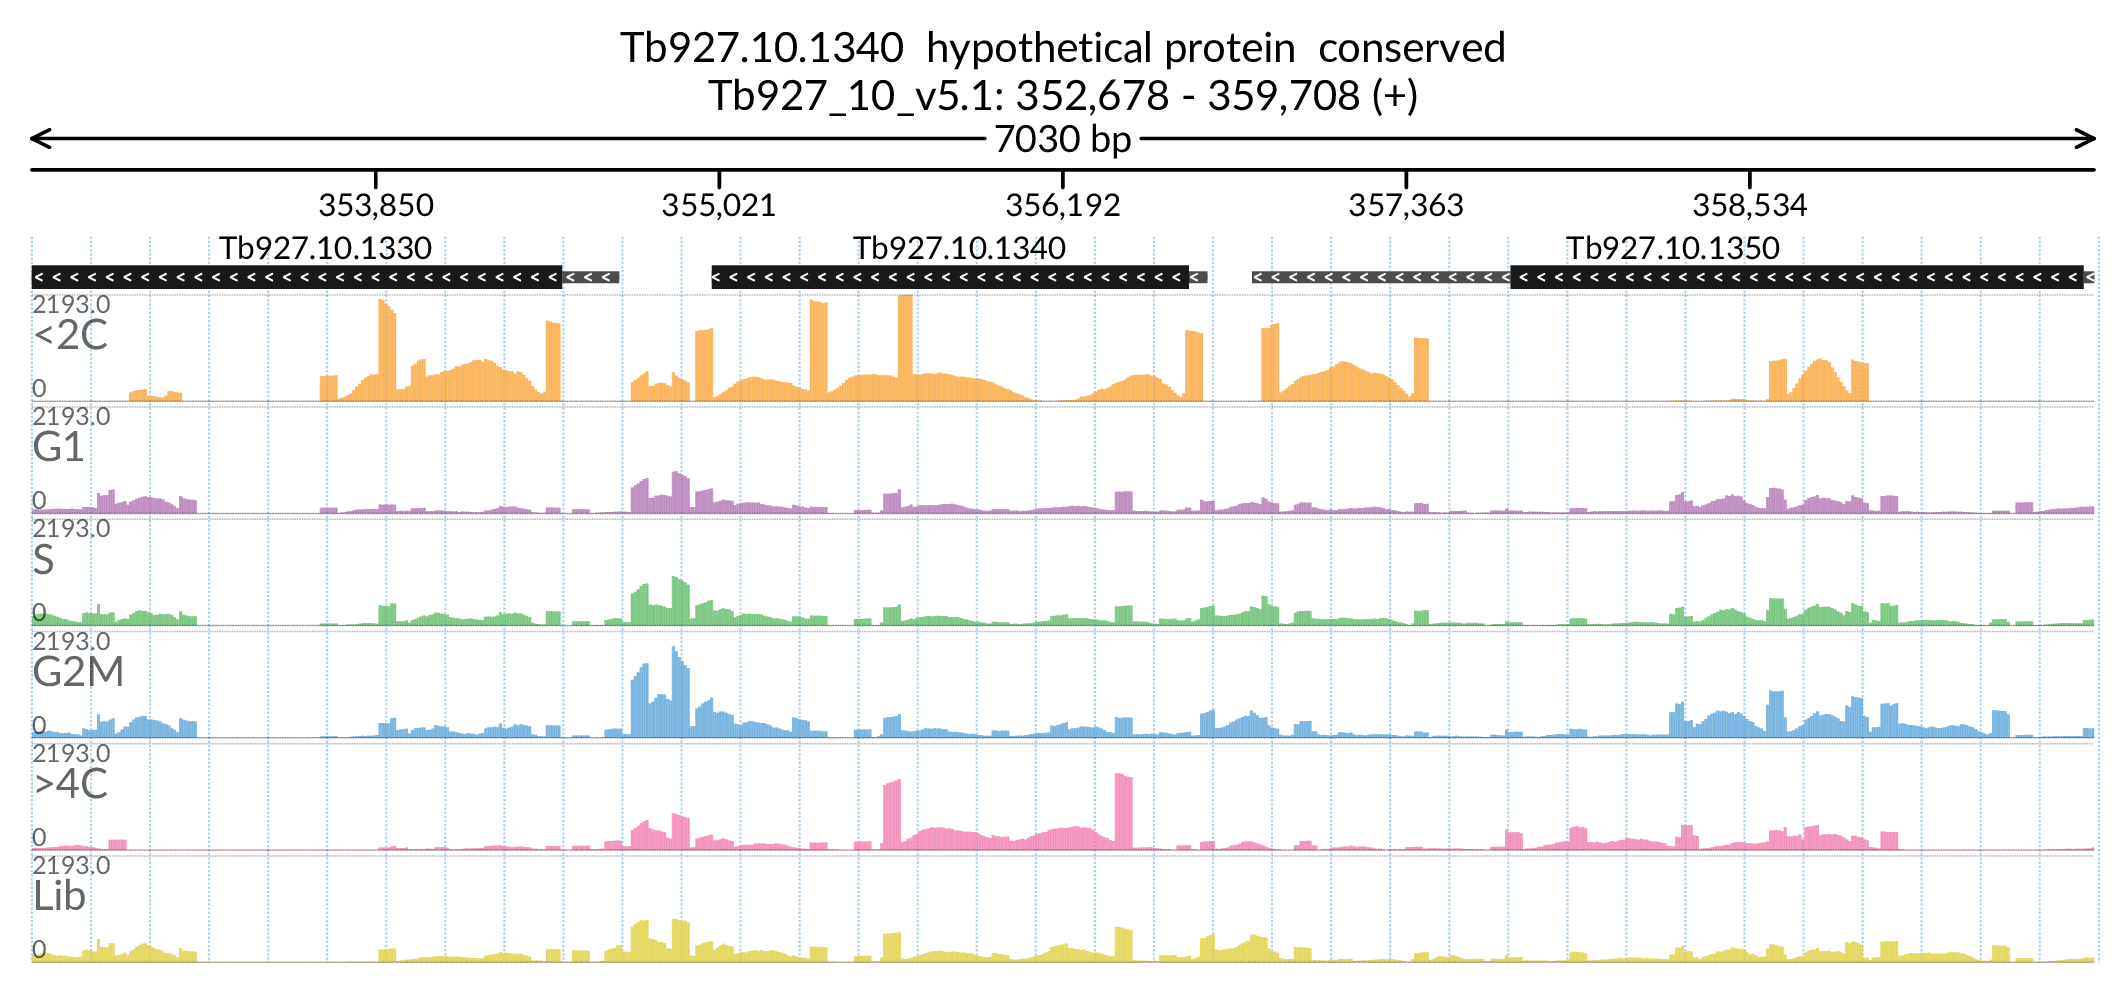 Tb927.10.1340  hypothetical protein  conserved
Tb927_10_v5.1: 352,678 - 359,708 (+)
7030 bp
353,850 355,021 356,192 357,363 358,534
Tb927.10.1330 Tb927.10.1340 Tb927.10.1350
2193.0
<2C
0
2193.0
G1
0
2193.0
S
0
2193.0
G2M
0
2193.0
>4C
0
2193.0
Lib
0